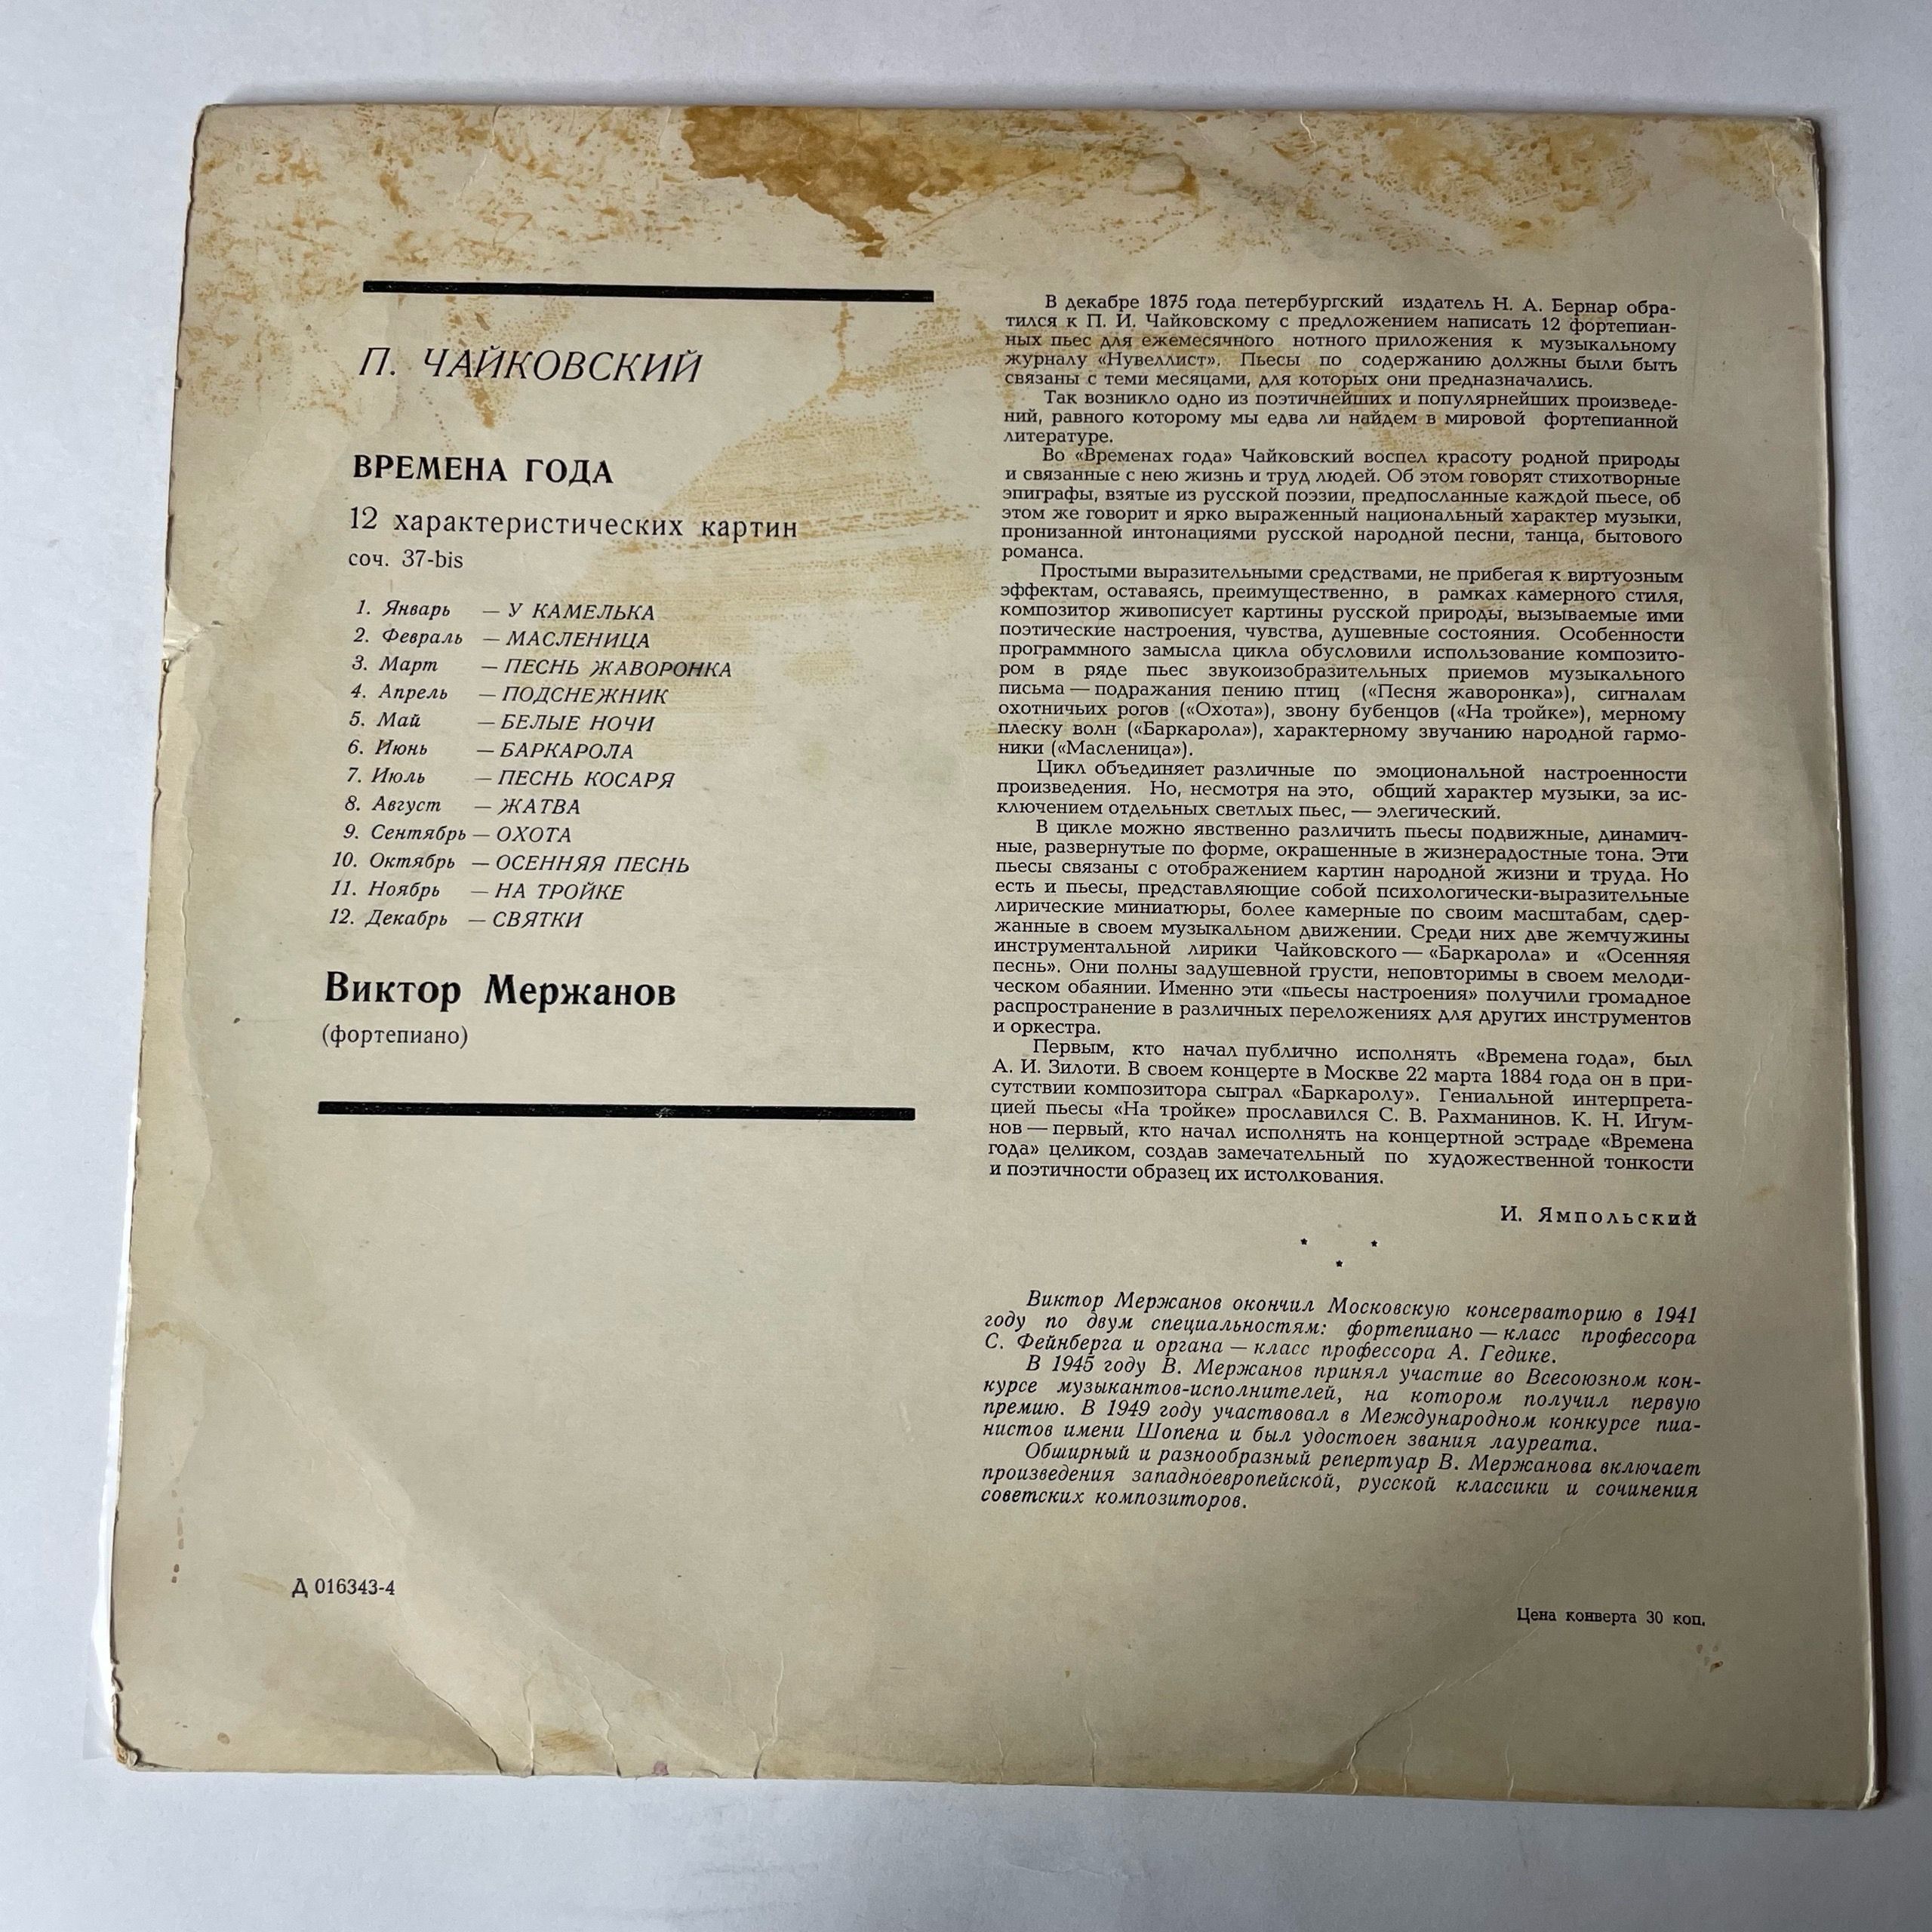 П. ЧАЙКОВСКИЙ
ВРЕМЕНА ГОДА
12 характеристических картин
соч. 37-bis
1. Январь — У КАМЕЛЬКА
2. Февраль — МАСЛЕНИЦА
3. Март — ПЕСНЬ ЖАВОРОНКА
4. Апрель — ПОДСНЕЖНИК
5. Май — БЕЛЫЕ НОЧИ
6. Июнь — БАРКАРОЛА
7. Июль — ПЕСНЬ КОСАРЯ
8. Август — ЖАТВА
9. Сентябрь — ОХОТА
10. Октябрь — ОСЕННЯЯ ПЕСНЬ
11. Ноябрь — НА ТРОЙКЕ
12. Декабрь — СВЯТКИ
Виктор Мержанов
(фортепиано)
Д 016343-4
В декабре 1875 года петербургский издатель Н. А. Бернар обра-
тился к П. И. Чайковскому с предложением написать 12 фортепиан-
ных пьес для ежемесячного нотного приложения к музыкальному
журналу «Нувеллист». Пьесы по содержанию должны были быть
связаны с теми месяцами, для которых они предназначались.
Так возникло одно из поэтичнейших и популярнейших произведе-
ний, равного которому мы едва ли найдем в мировой фортепианной
литературе.
Во «Временах года» Чайковский воспел красоту родной природы
и связанные с нею жизнь и труд людей. Об этом говорят стихотворные
эпиграфы, взятые из русской поэзии, предпосланные каждой пьесе, об
этом же говорит и ярко выраженный национальный характер музыки,
пронизанной интонациями русской народной песни, танца, бытового
романса.
Простыми выразительными средствами, не прибегая к виртуозным
эффектам, оставаясь, преимущественно, в рамках камерного стиля,
композитор живописует картины русской природы, вызываемые ими
поэтические настроения, чувства, душевные состояния. Особенности
программного замысла цикла обусловили использование композито-
ром в ряде пьес звукоизобразительных приемов музыкального
письма — подражания пению птиц («Песня жаворонка»), сигналам
охотничьих рогов («Охота»), звону бубенцов («На тройке»), мерному
плеску волн («Баркарола»), характерному звучанию народной гармо-
ники («Масленица»).
Цикл объединяет различные по эмоциональной настроенности
произведения. Но, несмотря на это, общий характер музыки, за ис-
ключением отдельных светлых пьес, — элегический.
В цикле можно явственно различить пьесы подвижные, динамич-
ные, развернутые по форме, окрашенные в жизнерадостные тона. Эти
пьесы связаны с отображением картин народной жизни и труда. Но
есть и пьесы, представляющие собой психологически-выразительные
лирические миниатюры, более камерные по своим масштабам, сдер-
жанные в своем музыкальном движении. Среди них две жемчужины
инструментальной лирики Чайковского — «Баркарола» и «Осенняя
песнь». Они полны задушевной грусти, неповторимы в своем мелоди-
ческом обаянии. Именно эти «пьесы настроения» получили громадное
распространение в различных переложениях для других инструментов
и оркестра.
Первым, кто начал публично исполнять «Времена года», был
А. И. Зилоти. В своем концерте в Москве 22 марта 1884 года он в при-
сутствии композитора сыграл «Баркаролу». Гениальной интерпрета-
цией пьесы «На тройке» прославился С. В. Рахманинов. К. Н. Игум-
нов — первый, кто начал исполнять на концертной эстраде «Времена
года» целиком, создав замечательный по художественной тонкости
и поэтичности образец их истолкования.
И. Ямпольский
* *
*
Виктор Мержанов окончил Московскую консерваторию в 1941
году по двум специальностям: фортепиано — класс профессора
С. Фейнберга и органа — класс профессора А. Гедике.
В 1945 году В. Мержанов принял участие во Всесоюзном кон-
курсе музыкантов-исполнителей, на котором получил первую
премию. В 1949 году участвовал в Международном конкурсе пиа-
нистов имени Шопена и был удостоен звания лауреата.
Обширный и разнообразный репертуар В. Мержанова включает
произведения западноевропейской, русской классики и сочинения
советских композиторов.
Цена конверта 30 коп.